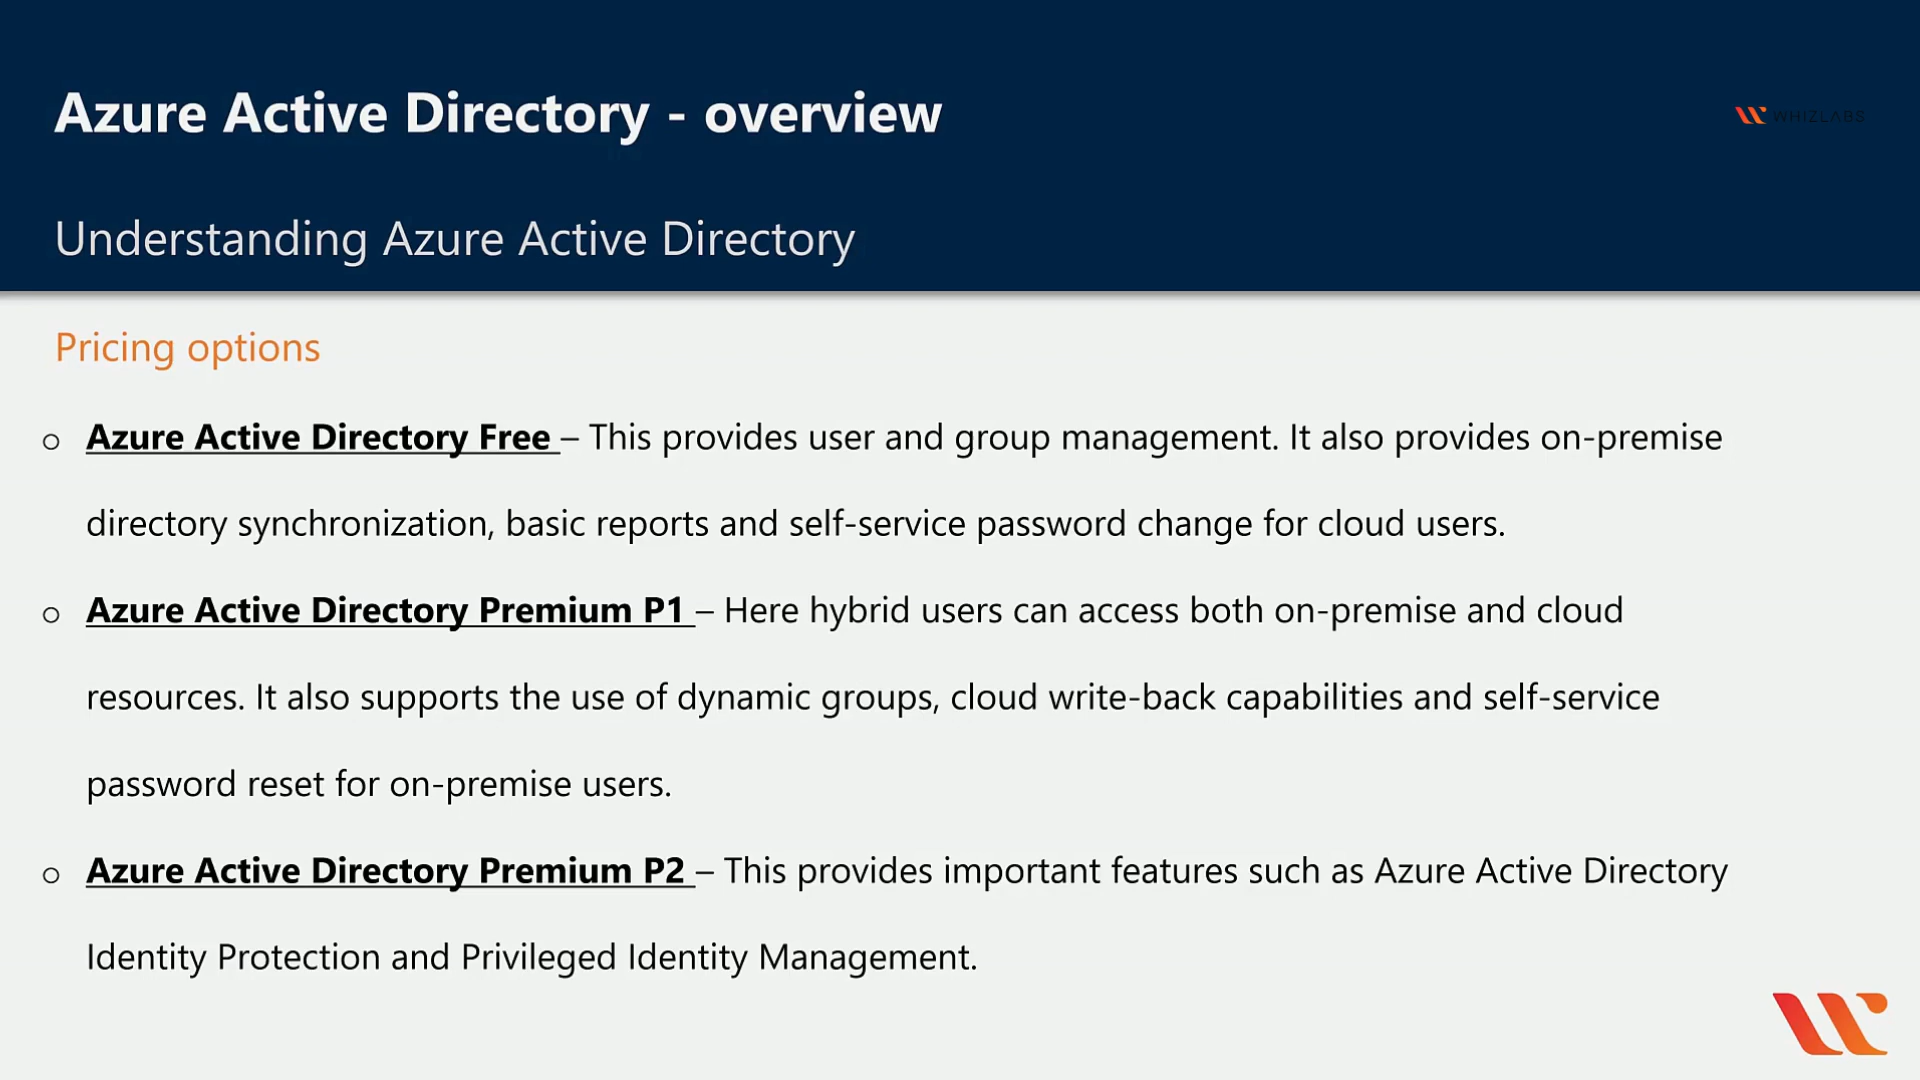 Azure Active Directory - overview
WHIZLABS
Understanding Azure Active Directory
Pricing options
o Azure Active Directory Free – This provides user and group management. It also provides on-premise
directory synchronization, basic reports and self-service password change for cloud users.
o Azure Active Directory Premium P1 – Here hybrid users can access both on-premise and cloud
resources. It also supports the use of dynamic groups, cloud write-back capabilities and self-service
password reset for on-premise users.
o Azure Active Directory Premium P2 – This provides important features such as Azure Active Directory
Identity Protection and Privileged Identity Management.